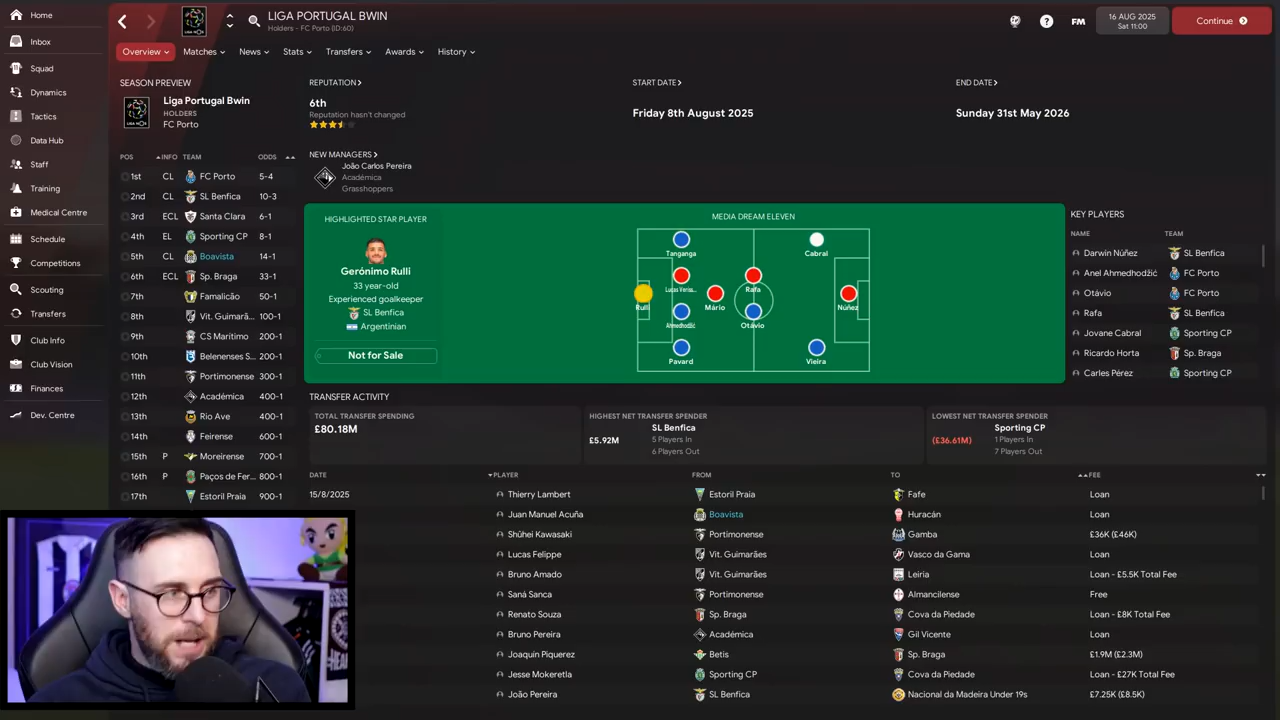 Home
Inbox
Squad
Dynamics
Tactics
Data Hub
Staff
Training
Medical Centre
Schedule
Competitions
Scouting
Transfers
Club Info
Club Vision
Finances
Dev. Centre
LIGA PORTUGAL BWIN
Holders - FC Porto (ID:60)
FM
16 AUG 2025
Sat 11:00
Continue
Overview Matches News Stats Transfers Awards History
SEASON PREVIEW
Liga Portugal Bwin
HOLDERS
FC Porto
POS INFO TEAM ODDS
1st CL FC Porto 5-4
2nd CL SL Benfica 10-3
3rd ECL Santa Clara 6-1
4th EL Sporting CP 8-1
5th CL Boavista 14-1
6th ECL Sp. Braga 33-1
7th Famalicão 50-1
8th Vit. Guimarã... 100-1
9th CS Marítimo 200-1
10th Belenenses S... 200-1
11th Portimonense 300-1
12th Académica 400-1
13th Rio Ave 400-1
14th Feirense 600-1
15th P Moreirense 700-1
16th P Paços de Fer... 800-1
17th Estoril Praia 900-1
REPUTATION
6th
Reputation hasn't changed
START DATE
Friday 8th August 2025
END DATE
Sunday 31st May 2026
NEW MANAGERS
João Carlos Pereira
Académica
Grasshoppers
HIGHLIGHTED STAR PLAYER
Gerónimo Rulli
33 year-old
Experienced goalkeeper
SL Benfica
Argentinian
Not for Sale
MEDIA DREAM ELEVEN
Tanganga
Cabral
Lucas Veríss...
Rafa
Rulli
Mário
Núñez
Ahmedhodžić
Otávio
Pavard
Vieira
KEY PLAYERS
NAME TEAM
Darwin Núñez SL Benfica
Anel Ahmedhodžić FC Porto
Otávio FC Porto
Rafa SL Benfica
Jovane Cabral Sporting CP
Ricardo Horta Sp. Braga
Carles Pérez Sporting CP
TRANSFER ACTIVITY
TOTAL TRANSFER SPENDING
£80.18M
HIGHEST NET TRANSFER SPENDER
£5.92M
SL Benfica
5 Players In
6 Players Out
LOWEST NET TRANSFER SPENDER
(£36.61M)
Sporting CP
1 Players In
7 Players Out
DATE PLAYER FROM TO FEE
15/8/2025 Thierry Lambert Estoril Praia Fafe Loan
Juan Manuel Acuña Boavista Huracán Loan
Shûhei Kawasaki Portimonense Gamba £36K (£46K)
Lucas Felippe Vit. Guimarães Vasco da Gama Loan
Bruno Amado Vit. Guimarães Leiria Loan - £5.5K Total Fee
Saná Sanca Portimonense Almancilense Free
Renato Souza Sp. Braga Cova da Piedade Loan - £8K Total Fee
Bruno Pereira Académica Gil Vicente Loan
Joaquín Piquerez Betis Sp. Braga £1.9M (£2.3M)
Jesse Mokeretla Sporting CP Cova da Piedade Loan - £27K Total Fee
João Pereira SL Benfica Nacional da Madeira Under 19s £7.25K (£8.5K)